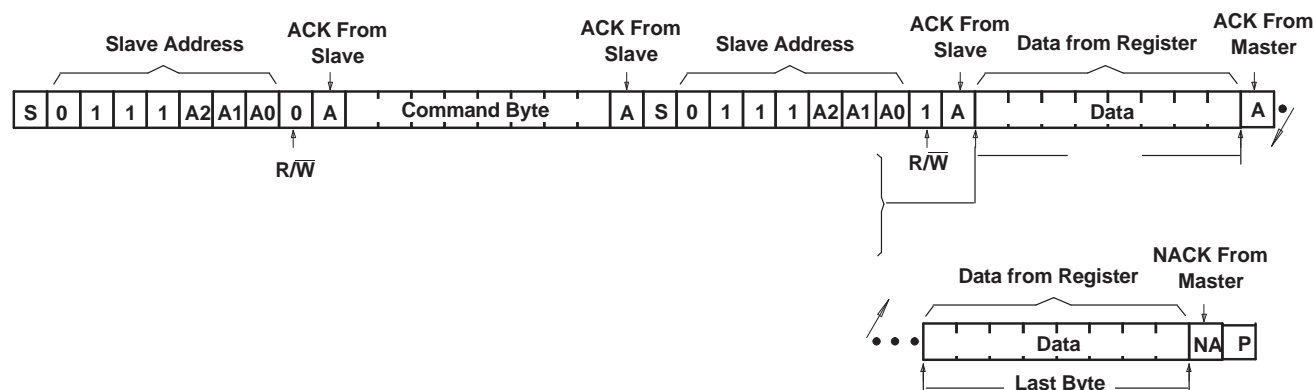 Slave Address
ACK From
Slave
ACK From
Slave
Slave Address
ACK From
Slave
Data from Register
ACK From
Master
S 0 1 1 1 A2 A1 A0 0 A Command Byte A S 0 1 1 1 A2 A1 A0 1 A Data A
R/W̅
R/W̅
Data from Register
NACK From
Master
Data NA P
Last Byte